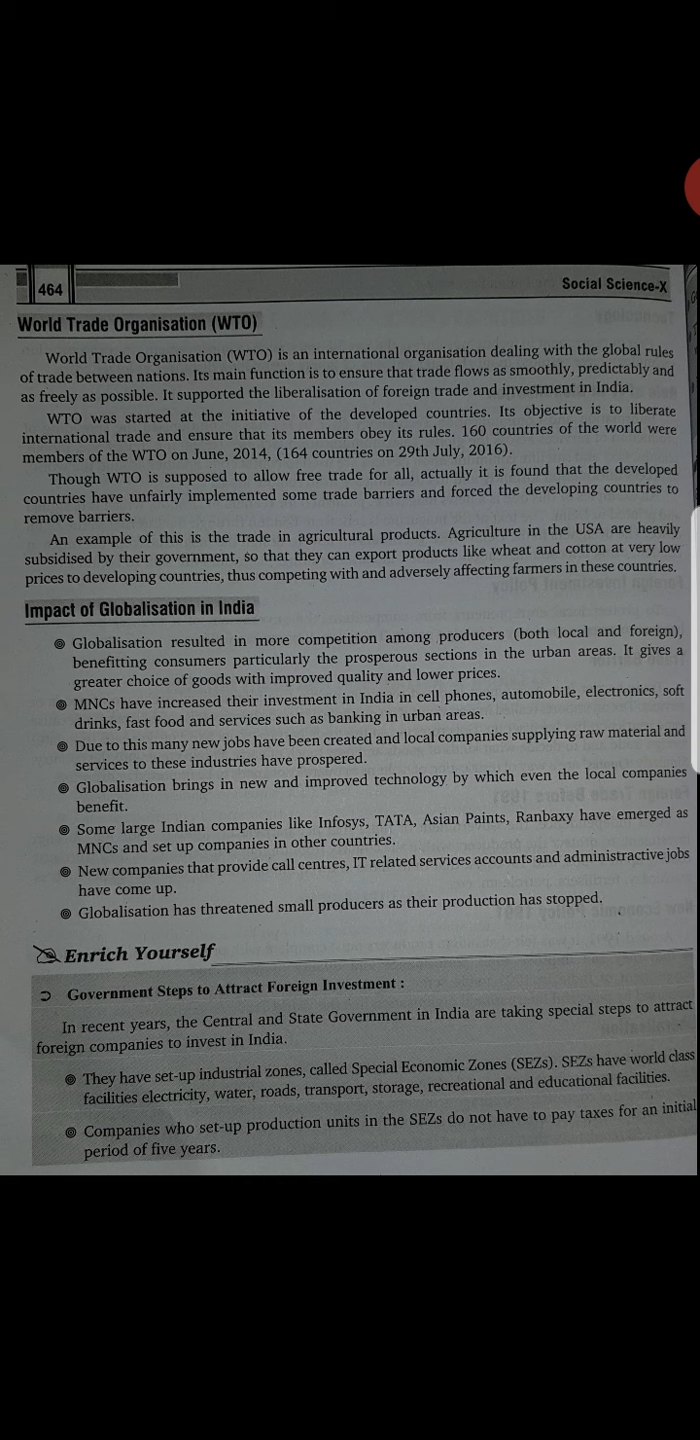 464
Social Science-X
World Trade Organisation (WTO)
World Trade Organisation (WTO) is an international organisation dealing with the global rules
of trade between nations. Its main function is to ensure that trade flows as smoothly, predictably and
as freely as possible. It supported the liberalisation of foreign trade and investment in India.
WTO was started at the initiative of the developed countries. Its objective is to liberate
international trade and ensure that its members obey its rules. 160 countries of the world were
members of the WTO on June, 2014, (164 countries on 29th July, 2016).
Though WTO is supposed to allow free trade for all, actually it is found that the developed
countries have unfairly implemented some trade barriers and forced the developing countries to
remove barriers.
An example of this is the trade in agricultural products. Agriculture in the USA are heavily
subsidised by their government, so that they can export products like wheat and cotton at very low
prices to developing countries, thus competing with and adversely affecting farmers in these countries.
Impact of Globalisation in India
Globalisation resulted in more competition among producers (both local and foreign),
benefitting consumers particularly the prosperous sections in the urban areas. It gives a
greater choice of goods with improved quality and lower prices.
MNCs have increased their investment in India in cell phones, automobile, electronics, soft
drinks, fast food and services such as banking in urban areas.
Due to this many new jobs have been created and local companies supplying raw material and
services to these industries have prospered.
Globalisation brings in new and improved technology by which even the local companies
benefit.
Some large Indian companies like Infosys, TATA, Asian Paints, Ranbaxy have emerged as
MNCs and set up companies in other countries.
New companies that provide call centres, IT related services accounts and administractive jobs
have come up.
Globalisation has threatened small producers as their production has stopped.
Enrich Yourself
Government Steps to Attract Foreign Investment :
In recent years, the Central and State Government in India are taking special steps to attract
foreign companies to invest in India.
They have set-up industrial zones, called Special Economic Zones (SEZs). SEZs have world class
facilities electricity, water, roads, transport, storage, recreational and educational facilities.
Companies who set-up production units in the SEZs do not have to pay taxes for an initial
period of five years.